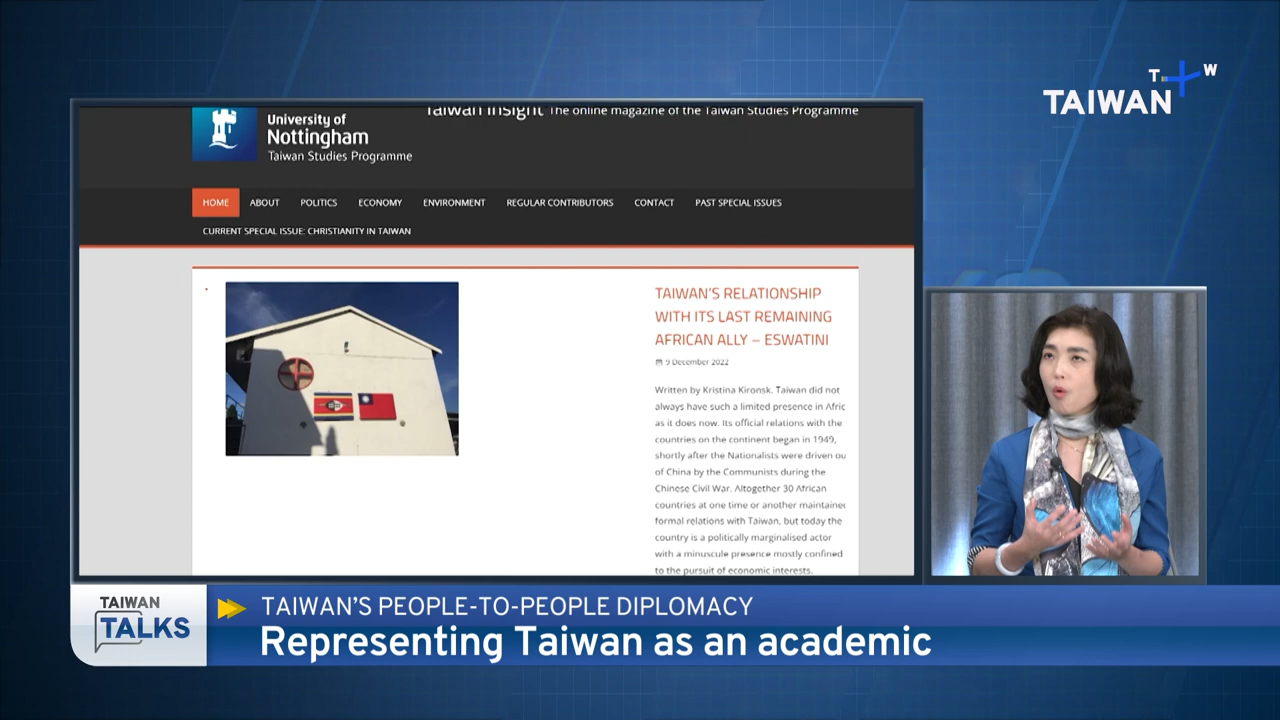 T W
TAIWAN
University of
Nottingham
Taiwan Studies Programme
Taiwan Insight The online magazine of the Taiwan Studies Programme
HOME ABOUT POLITICS ECONOMY ENVIRONMENT REGULAR CONTRIBUTORS CONTACT PAST SPECIAL ISSUES
CURRENT SPECIAL ISSUE: CHRISTIANITY IN TAIWAN
TAIWAN'S RELATIONSHIP
WITH ITS LAST REMAINING
AFRICAN ALLY – ESWATINI
9 December 2022
Written by Kristina Kironsk. Taiwan did not
always have such a limited presence in Afric
as it does now. Its official relations with the
countries on the continent began in 1949,
shortly after the Nationalists were driven ou
of China by the Communists during the
Chinese Civil War. Altogether 30 African
countries at one time or another maintained
formal relations with Taiwan, but today the
country is a politically marginalised actor
with a minuscule presence mostly confined
to the pursuit of economic interests.
TAIWAN
TALKS
TAIWAN'S PEOPLE-TO-PEOPLE DIPLOMACY
Representing Taiwan as an academic